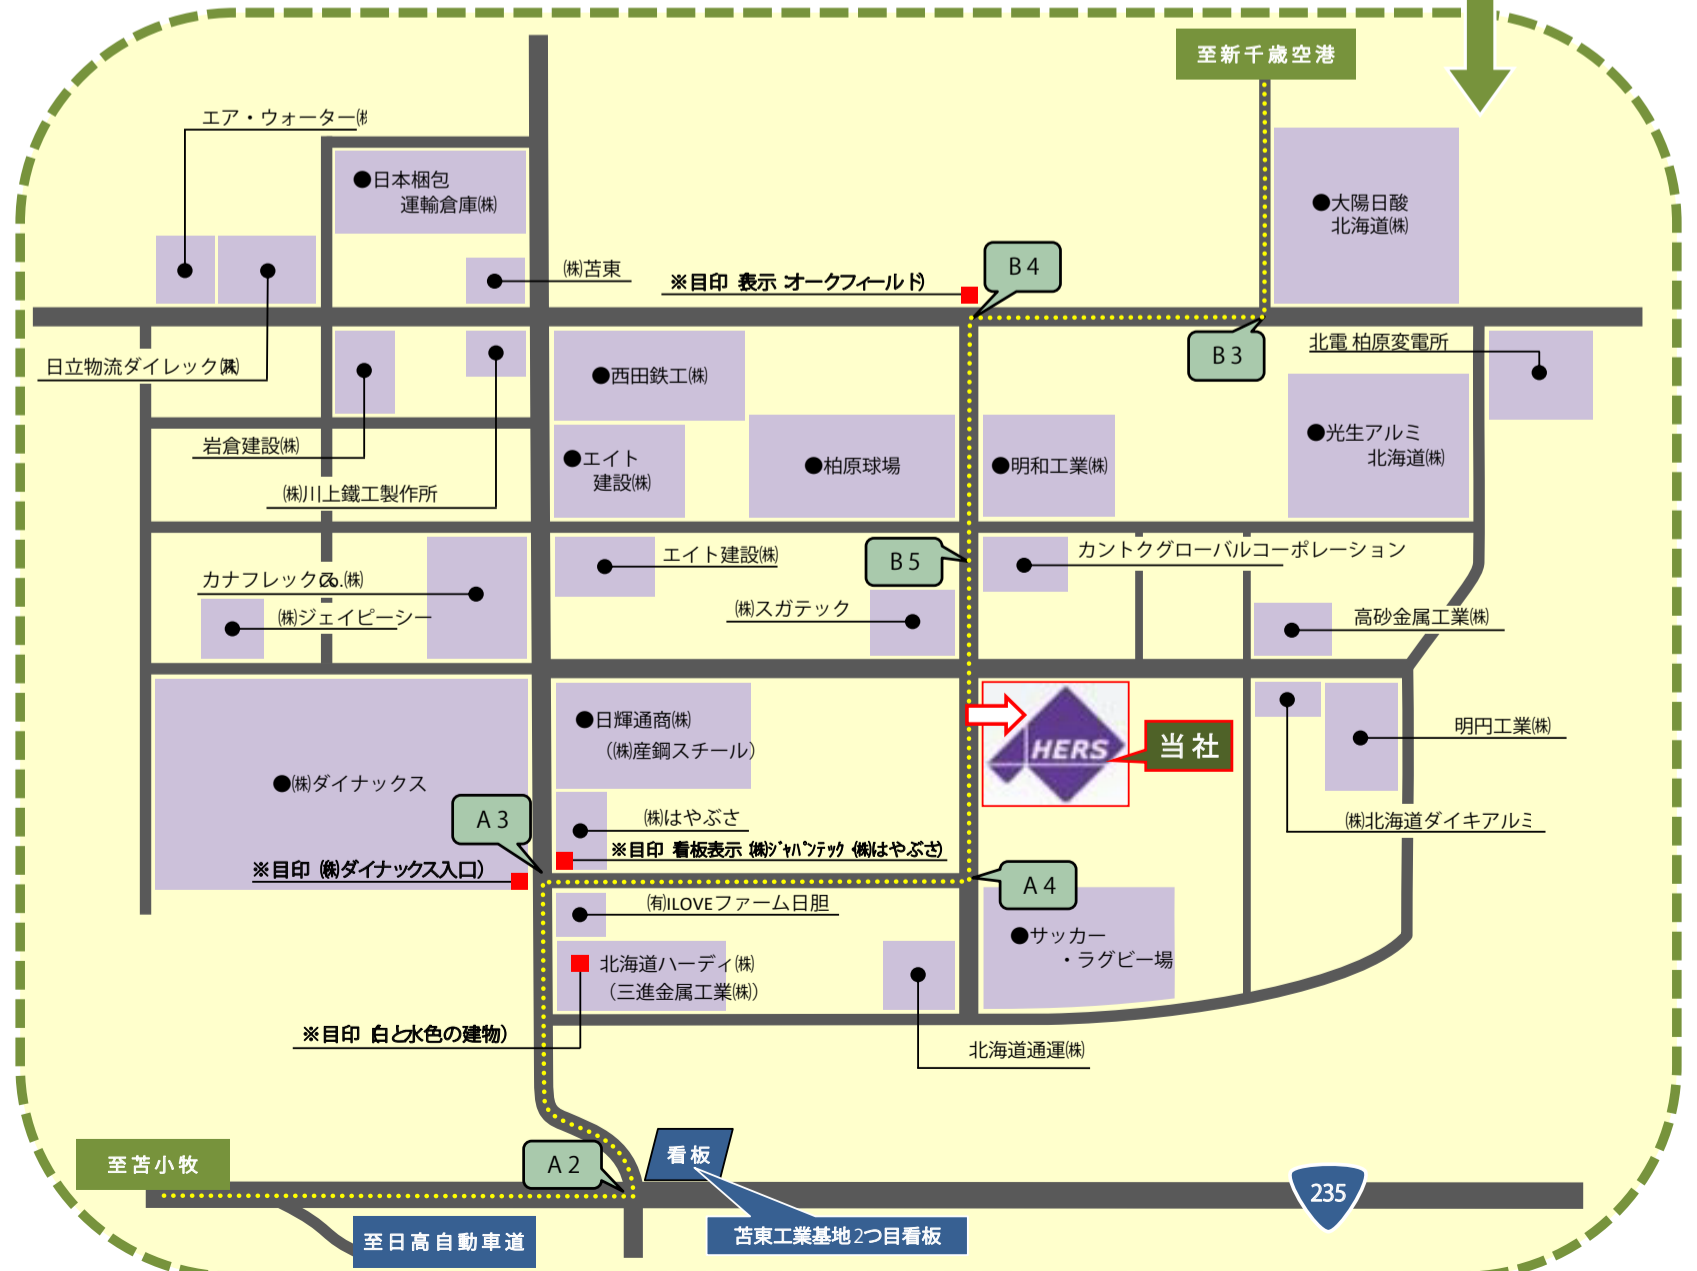 至新千歳空港
エア・ウォーター㈱
●日本梱包
運輸倉庫㈱
●大陽日酸
北海道㈱
㈱苫東
※目印 (表示：オークフィールド)
B4
B3
北電 柏原変電所
日立物流ダイレックス㈱
●西田鉄工㈱
岩倉建設㈱
㈱川上鐵工製作所
●エイト
建設㈱
●柏原球場
●明和工業㈱
●光生アルミ
北海道㈱
エイト建設㈱
B5
カントクグローバルコーポレーション
カナフレックスCo.㈱
㈱ジェイピーシー
㈱スガテック
高砂金属工業㈱
●日輝通商㈱
（㈱産鋼スチール）
HERS
当社
明円工業㈱
●㈱ダイナックス
A3
㈱はやぶさ
㈱北海道ダイキアルミ
※目印 看板表示 (㈱ｼﾞｬﾊﾟﾝﾃｯｸ ㈱はやぶさ)
※目印 (㈱ダイナックス入口)
A4
㈲ILOVEファーム日胆
●サッカー
・ラグビー場
北海道ハーディ㈱
（三進金属工業㈱）
※目印 (白と水色の建物)
北海道通運㈱
至苫小牧
A2
看板
235
至日高自動車道
苫東工業基地2つ目看板